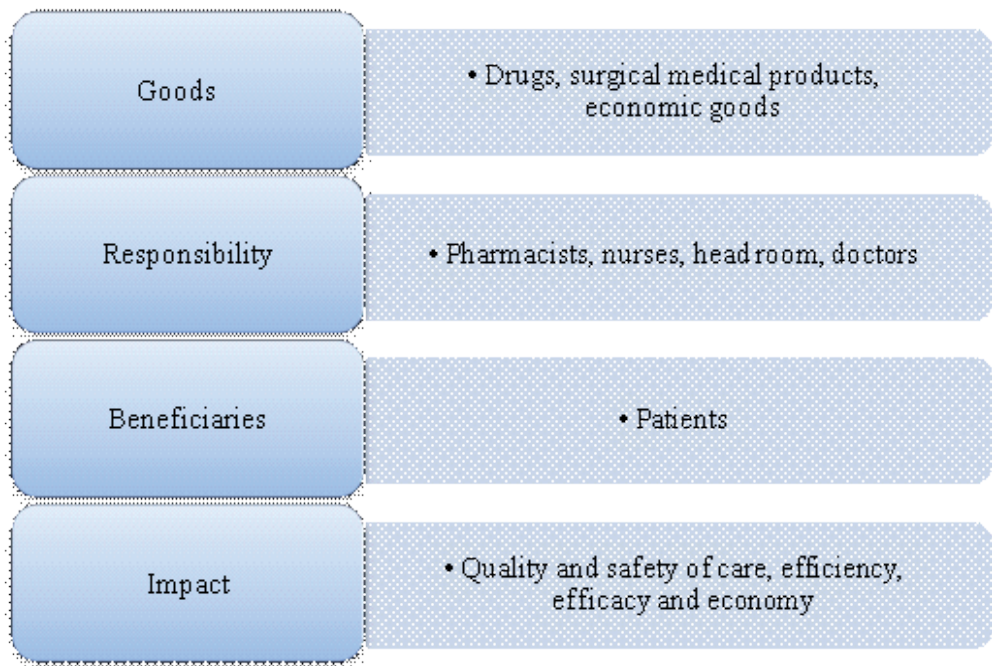 Goods
• Drugs, surgical medical products,
economic goods
Responsibility
• Pharmacists, nurses, head room, doctors
Beneficiaries
• Patients
Impact
• Quality and safety of care, efficiency,
efficacy and economy